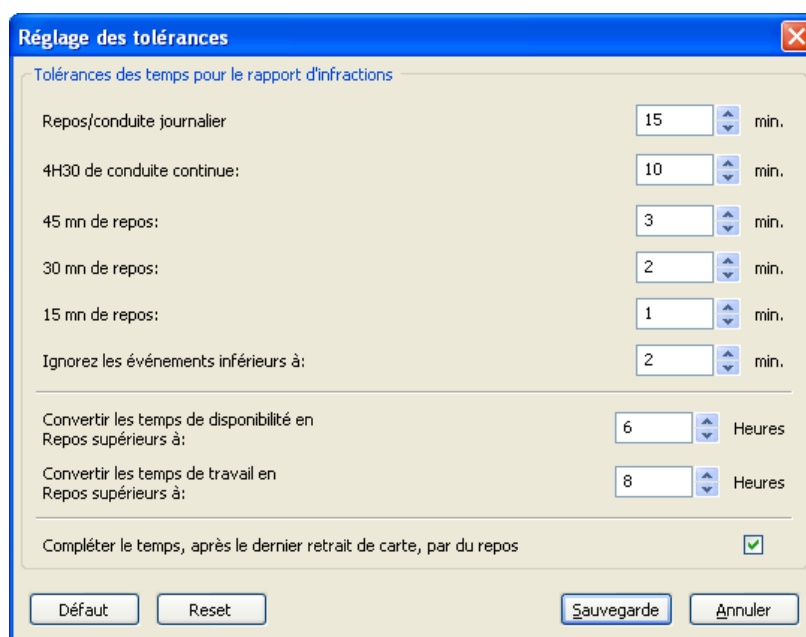 Réglage des tolérances
Tolérances des temps pour le rapport d'infractions
Repos/conduite journalier 15 min.
4H30 de conduite continue: 10 min.
45 mn de repos: 3 min.
30 mn de repos: 2 min.
15 mn de repos: 1 min.
Ignorez les événements inférieurs à: 2 min.
Convertir les temps de disponibilité en
Repos supérieurs à: 6 Heures
Convertir les temps de travail en
Repos supérieurs à: 8 Heures
Compléter le temps, après le dernier retrait de carte, par du repos
Défaut Reset Sauvegarde Annuler